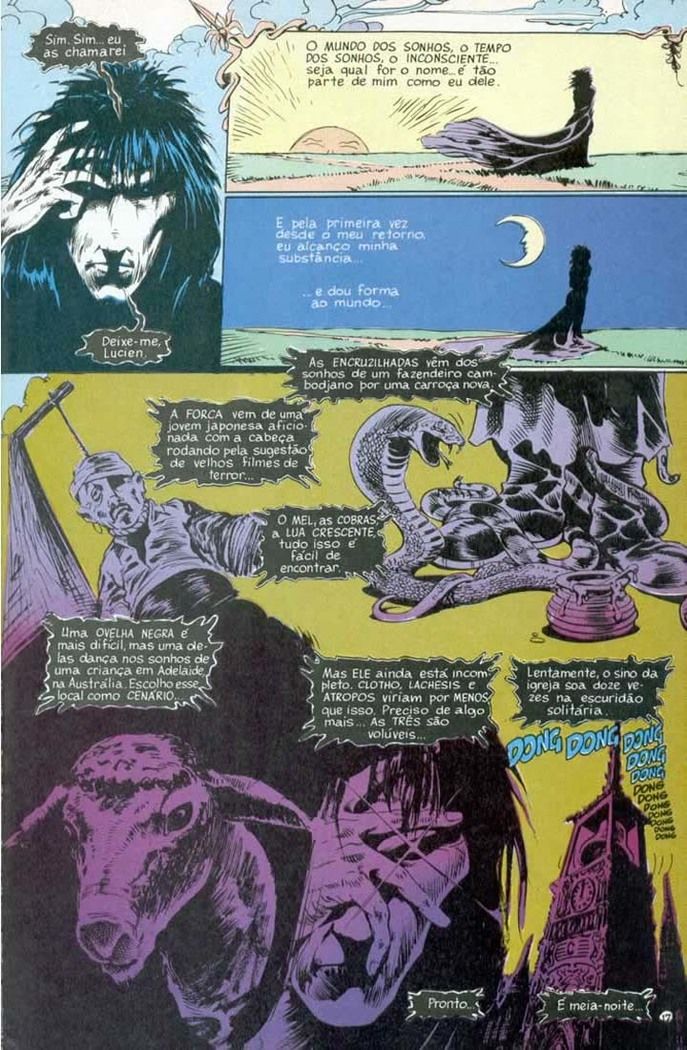 Sim. Sim... eu
as chamarei
Deixe-me,
Lucien.
O MUNDO DOS SONHOS, O TEMPO
DOS SONHOS, O INCONSCIENTE...
seja qual for o nome... é tão
parte de mim como eu dele.
E pela primeira vez
desde o meu retorno,
eu alcanço minha
substância...
...e dou forma
ao mundo...
AS ENCRUZILHADAS vêm dos
sonhos de um fazendeiro cam-
bodjano por uma carroça nova.
A FORCA vem de uma
jovem japonesa aficio-
nada com a cabeça
rodando pela sugestão
de velhos filmes de
terror...
O MEL, as COBRAS,
a LUA CRESCENTE,
tudo isso é
fácil de
encontrar.
Uma OVELHA NEGRA é
mais difícil, mas uma de-
las dança nos sonhos de
uma criança em Adelaide,
na Austrália. Escolho esse
local como CENÁRIO.
Mas ELE ainda está incom-
pleto. CLOTHO, LACHESIS e
ATROPOS viriam por MENOS
que isso. Preciso de algo
mais... AS TRÊS são
volúveis...
Lentamente, o sino da
igreja soa doze ve-
zes na escuridão
solitária.
DONG DONG DONG
DONG
DONG
DONG
DONG
DONG
DONG
DONG
DONG
DONG
Pronto...
É meia-noite...
17